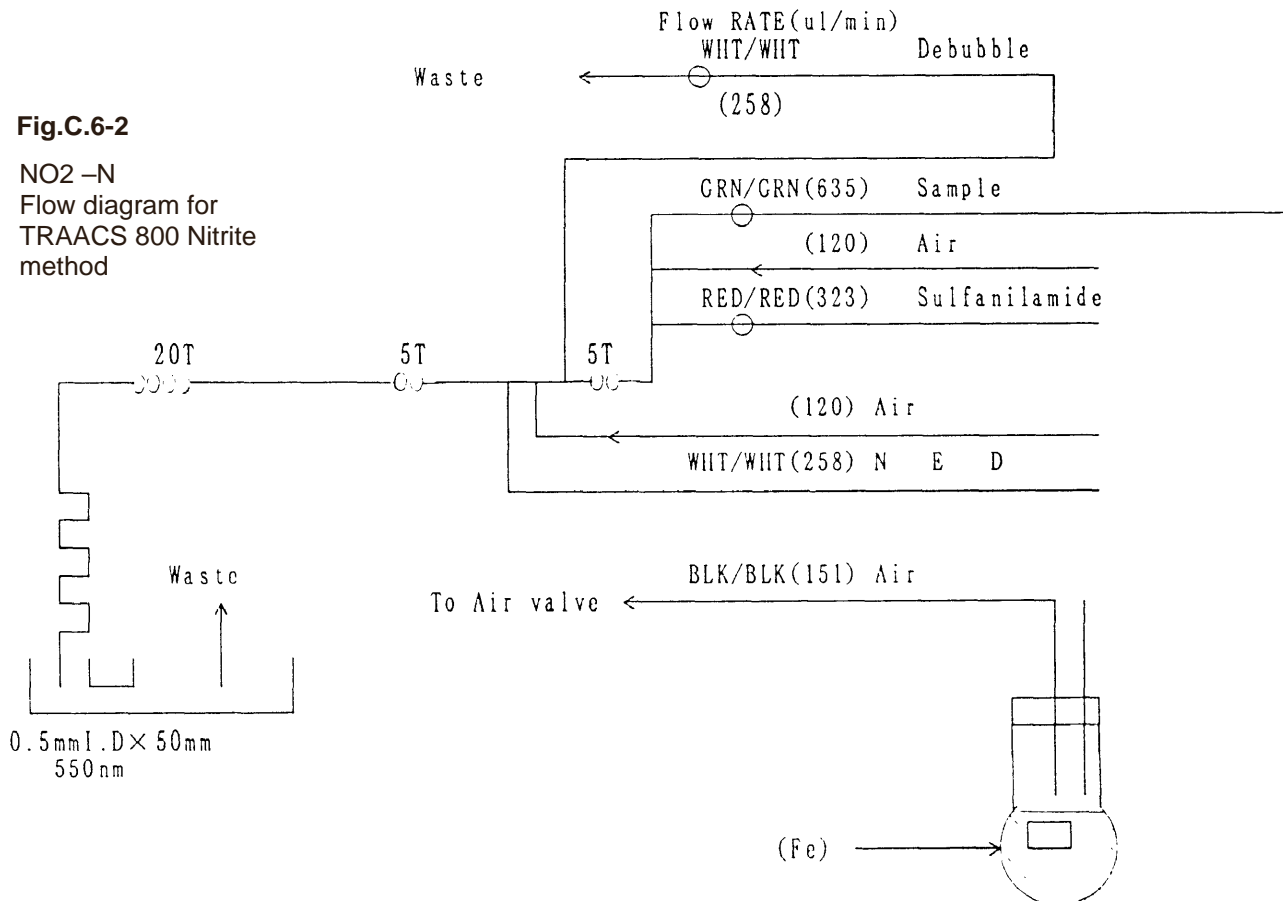 Flow RATE(ul/min)
WHT/WHT Debubble
Waste
(258)
Fig.C.6-2
NO2 –N
Flow diagram for
TRAACS 800 Nitrite
method
GRN/GRN(635) Sample
(120) Air
RED/RED(323) Sulfanilamide
20T 5T 5T
(120) Air
WHT/WHT(258) N E D
BLK/BLK(151) Air
Waste
To Air valve
0.5mmI.D×50mm
550nm
(Fe)